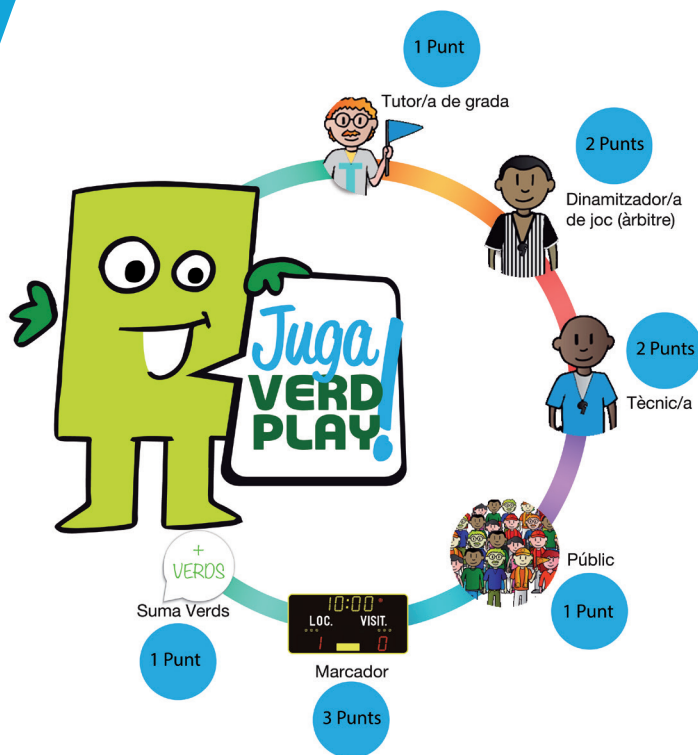 1 Punt
Tutor/a de grada
T
2 Punts
Dinamitzador/a
de joc (àrbitre)
2 Punts
Tècnic/a
Juga
VERD
PLAY!
Públic
1 Punt
+
VERDS
Suma Verds
1 Punt
10:00
LOC. VISIT.
1 0
Marcador
3 Punts